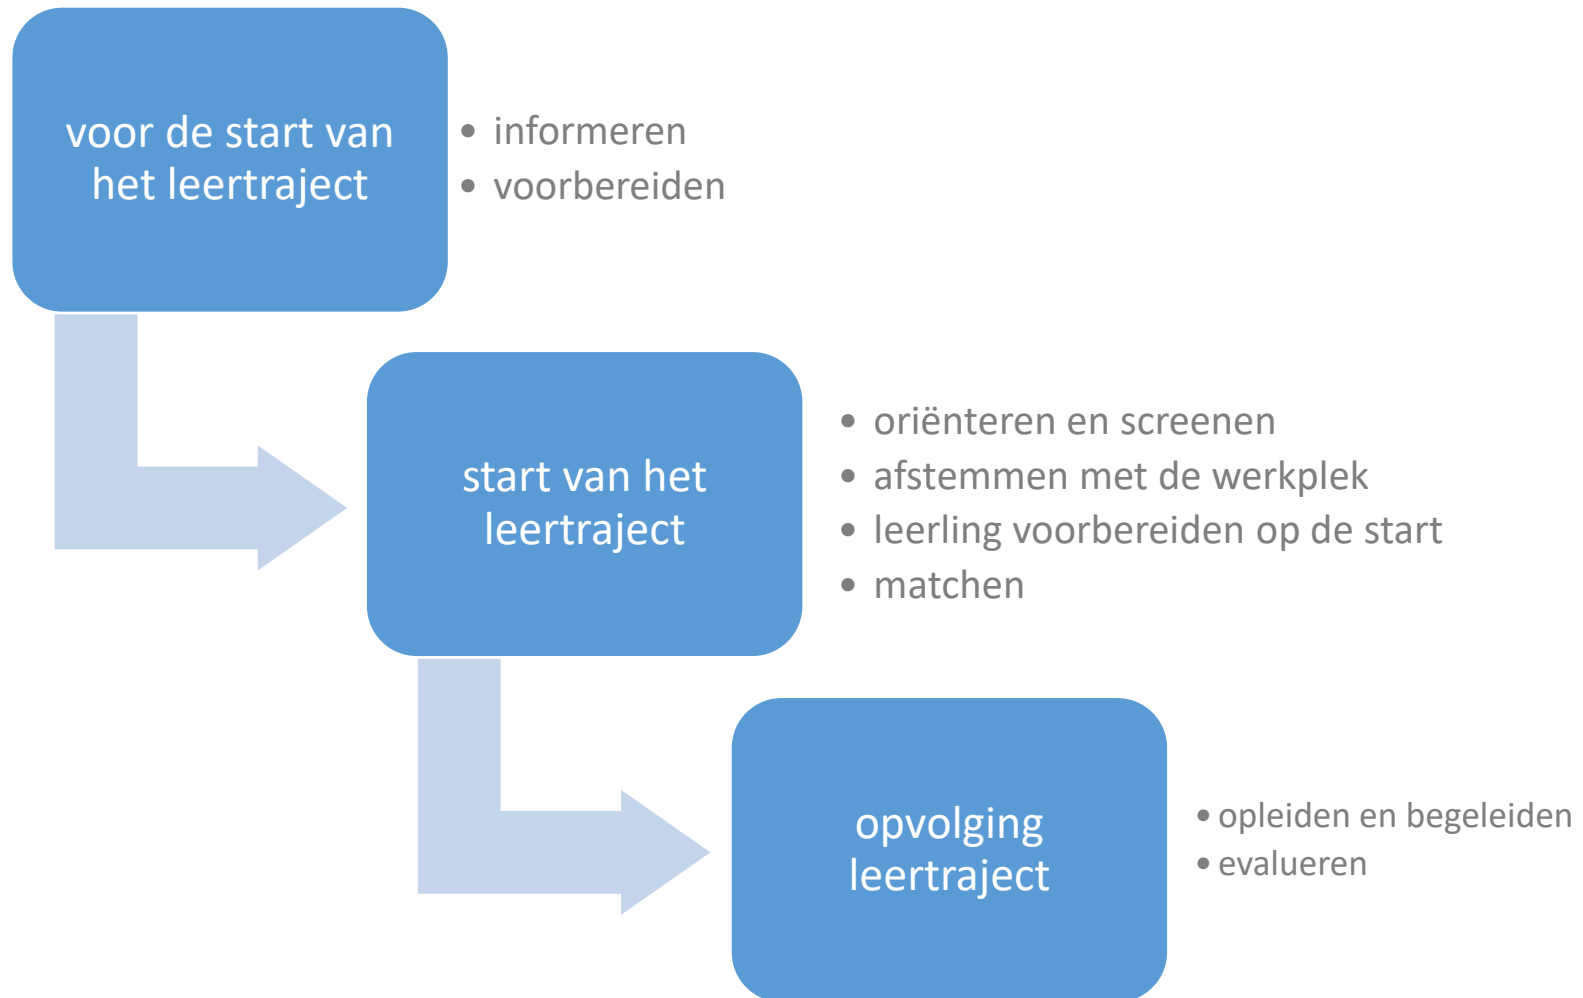 voor de start van
het leertraject
• informeren
• voorbereiden
start van het
leertraject
• oriënteren en screenen
• afstemmen met de werkplek
• leerling voorbereiden op de start
• matchen
opvolging
leertraject
• opleiden en begeleiden
• evalueren